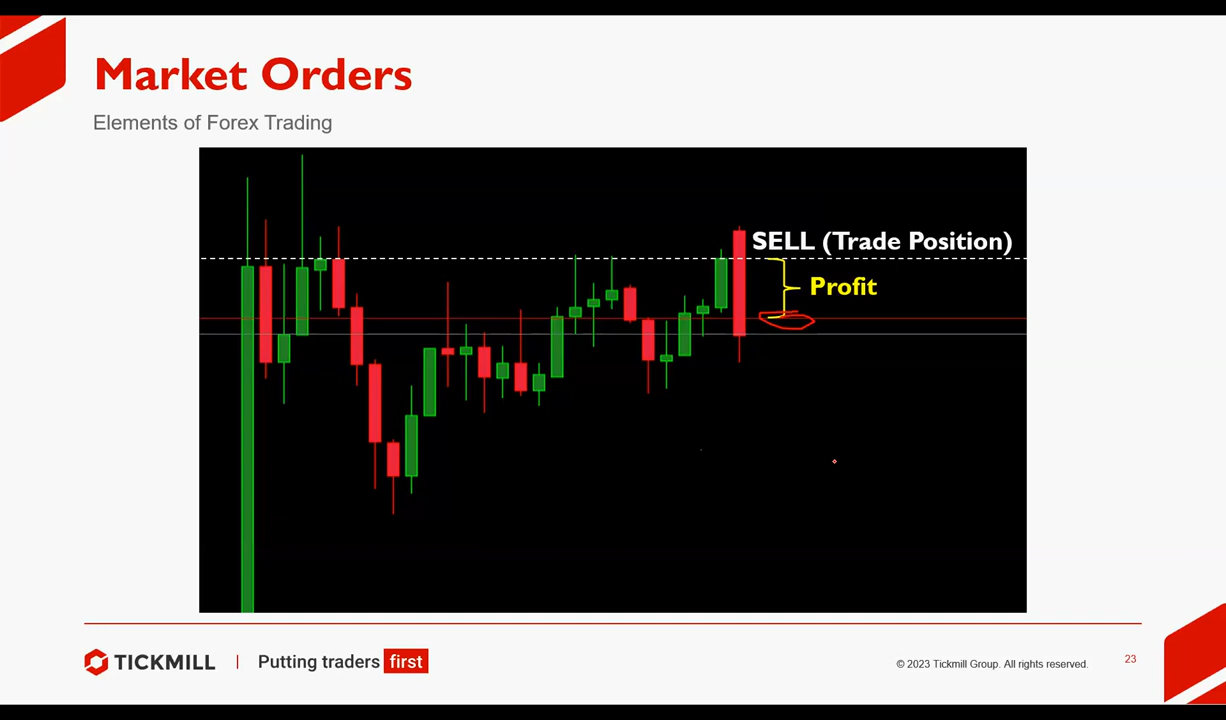 Market Orders
Elements of Forex Trading
SELL (Trade Position)
Profit
TICKMILL | Putting traders first
© 2023 Tickmill Group. All rights reserved.
23